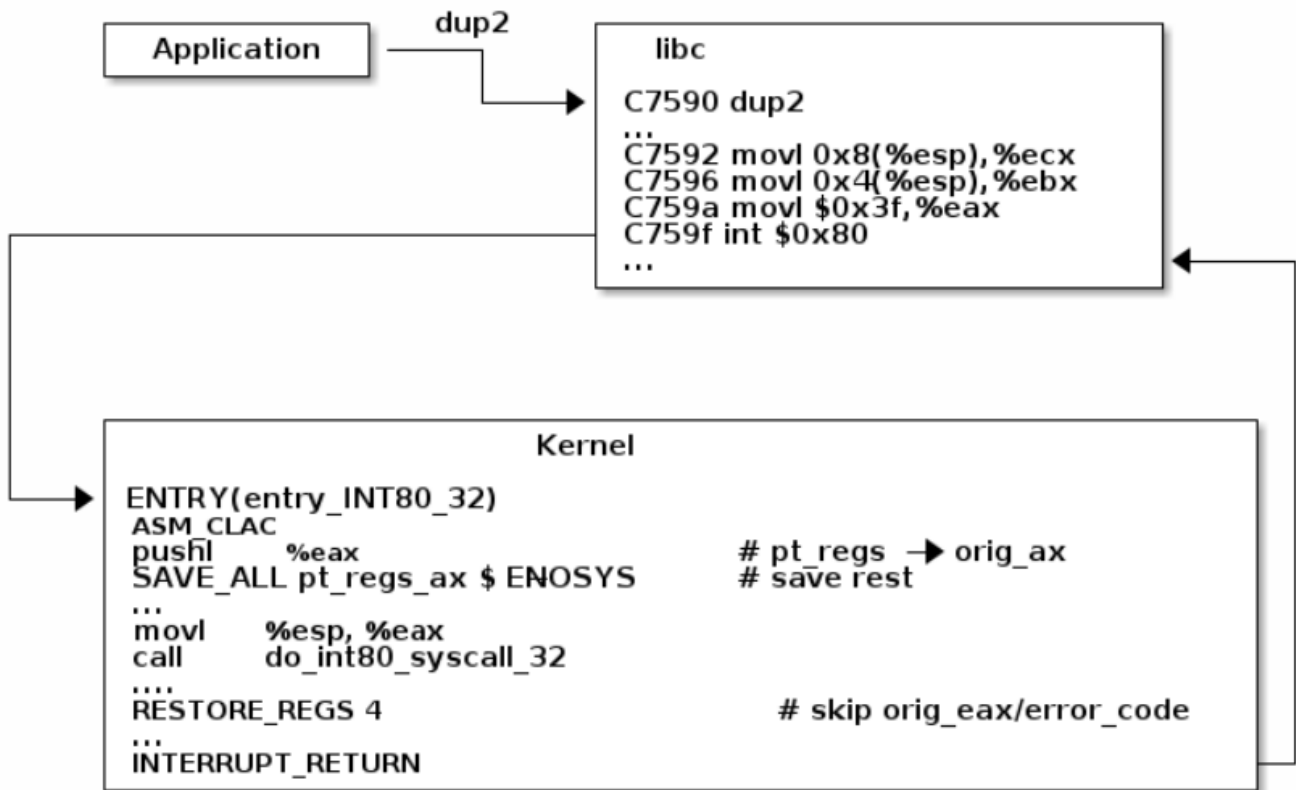 dup2
Application
libc
C7590 dup2
...
C7592 movl 0x8(%esp),%ecx
C7596 movl 0x4(%esp),%ebx
C759a movl $0x3f,%eax
C759f int $0x80
...
Kernel
ENTRY(entry_INT80_32)
ASM_CLAC
pushl %eax # pt_regs → orig_ax
SAVE_ALL pt_regs_ax $ ENOSYS # save rest
...
movl %esp, %eax
call do_int80_syscall_32
....
RESTORE_REGS 4 # skip orig_eax/error_code
...
INTERRUPT_RETURN